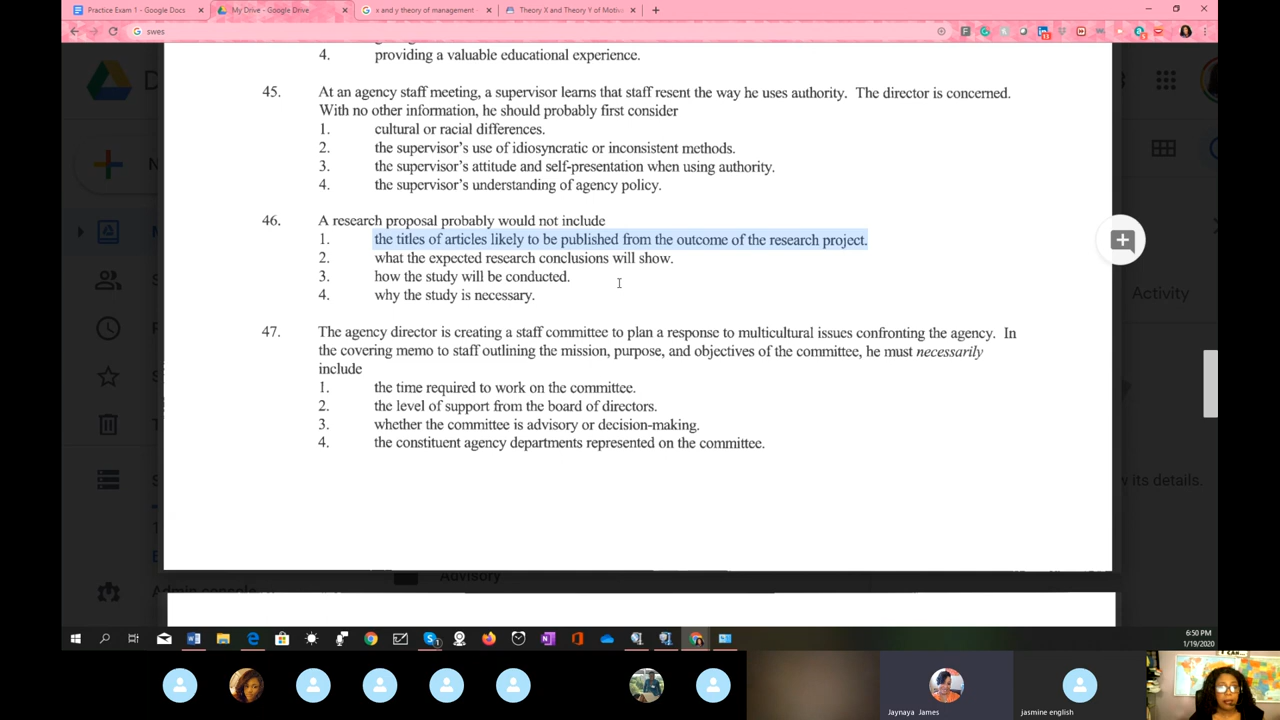 Practice Exam 1 - Google Docs
My Drive - Google Drive
x and y theory of management -
Theory X and Theory Y of Motiv
swes
4. providing a valuable educational experience.
45. At an agency staff meeting, a supervisor learns that staff resent the way he uses authority. The director is concerned.
With no other information, he should probably first consider
1. cultural or racial differences.
2. the supervisor's use of idiosyncratic or inconsistent methods.
3. the supervisor's attitude and self-presentation when using authority.
4. the supervisor's understanding of agency policy.
46. A research proposal probably would not include
1. the titles of articles likely to be published from the outcome of the research project.
2. what the expected research conclusions will show.
3. how the study will be conducted.
4. why the study is necessary.
Activity
47. The agency director is creating a staff committee to plan a response to multicultural issues confronting the agency. In
the covering memo to staff outlining the mission, purpose, and objectives of the committee, he must necessarily
include
1. the time required to work on the committee.
2. the level of support from the board of directors.
3. whether the committee is advisory or decision-making.
4. the constituent agency departments represented on the committee.
w its details.
Advisory
6:50 PM
1/19/2020
Jaynaya James
jasmine english